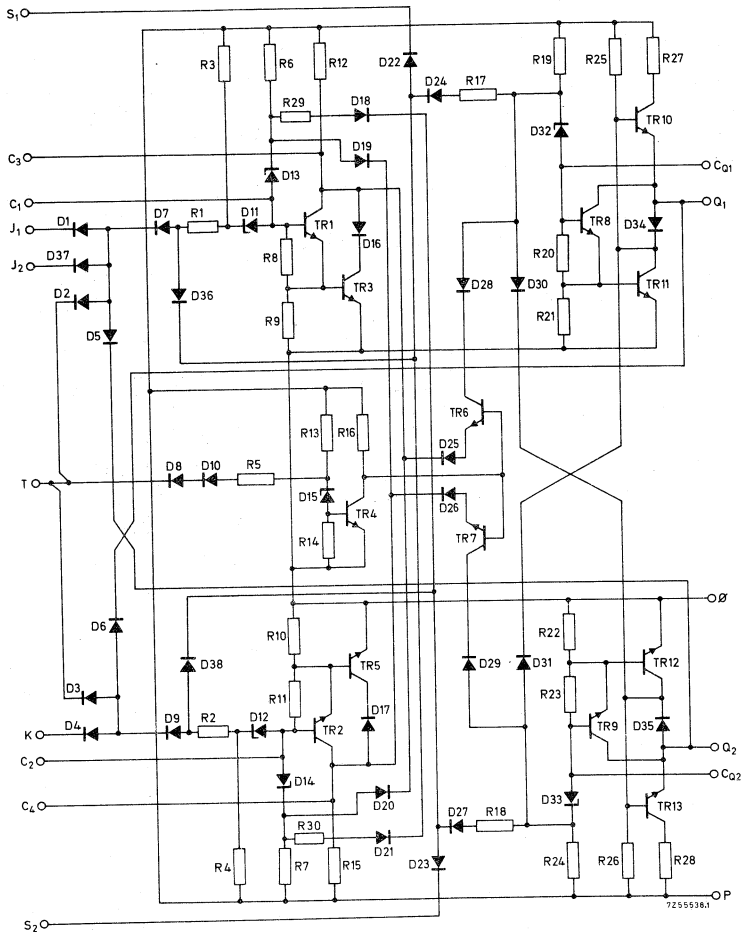 S1
R3
R6
R12
D22
D24
R17
R19
R25
R27
R29
D18
D32
TR10
C3
D19
CQ1
D13
C1
Q1
J1
D1
D7
R1
D11
TR1
D16
TR8
D34
J2
D37
R8
R20
D2
D36
TR3
D28
D30
TR11
D5
R9
R21
TR6
R13
R16
D25
T
D8
D10
R5
D15
D26
TR4
TR7
R14
D6
Ø
R10
R22
D38
TR5
D29
D31
TR12
D3
R11
R23
D17
K
D4
D9
R2
D12
TR2
TR9
D35
Q2
C2
D14
CQ2
C4
D20
D33
TR13
R30
D27
R18
R4
R7
R15
D21
D23
R24
R26
R28
P
7Z55538.1
S2